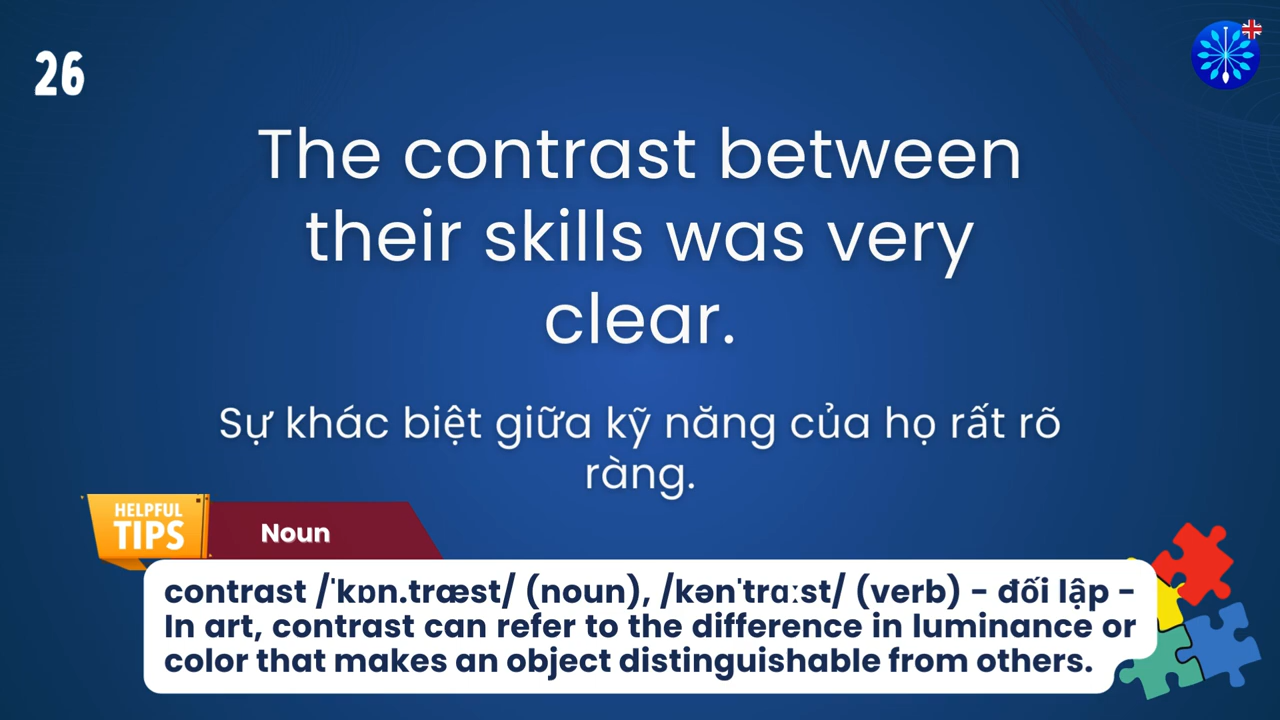 26
The contrast between
their skills was very
clear.
Sự khác biệt giữa kỹ năng của họ rất rõ
ràng.
HELPFUL
TIPS
Noun
contrast /ˈkɒn.træst/ (noun), /kənˈtrɑːst/ (verb) - đối lập -
In art, contrast can refer to the difference in luminance or
color that makes an object distinguishable from others.